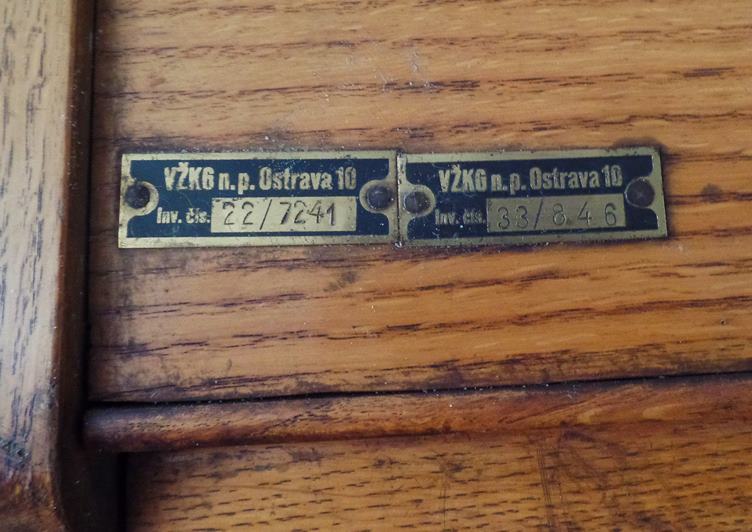 VŽKG n.p. Ostrava 10
Inv. čís. 22/7241
VŽKG n.p. Ostrava 10
Inv. čís. 33/846